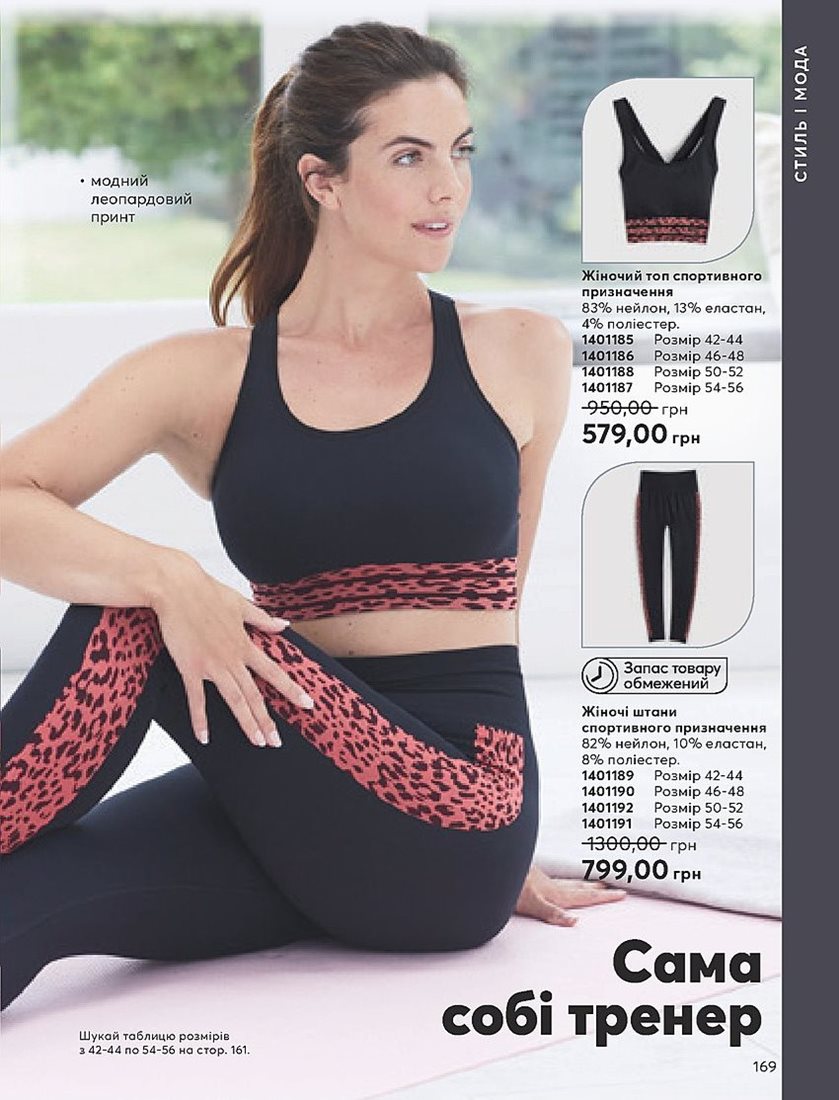 СТИЛЬ | МОДА
• модний
леопардовий
принт
Жіночий топ спортивного
призначення
83% нейлон, 13% еластан,
4% поліестер.
1401185 Розмір 42-44
1401186 Розмір 46-48
1401188 Розмір 50-52
1401187 Розмір 54-56
950,00 грн
579,00 грн
Запас товару
обмежений
Жіночі штани
спортивного призначення
82% нейлон, 10% еластан,
8% поліестер.
1401189 Розмір 42-44
1401190 Розмір 46-48
1401192 Розмір 50-52
1401191 Розмір 54-56
1300,00 грн
799,00 грн
Сама
собі тренер
Шукай таблицю розмірів
з 42-44 по 54-56 на стор. 161.
169